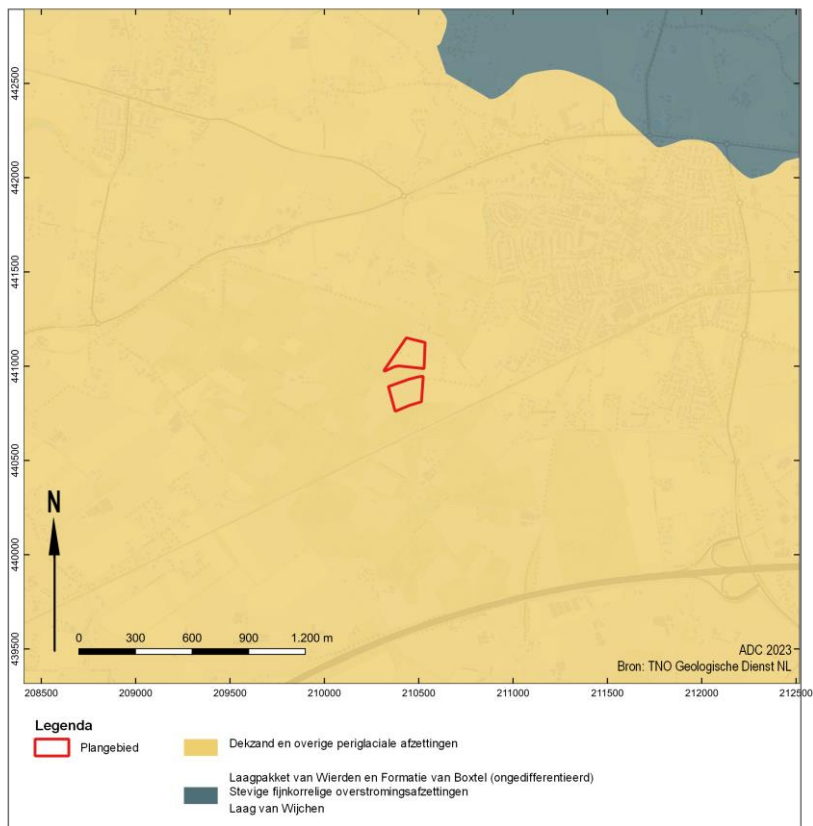 442500
442000
441500
441000
440500
440000
439500
N
0 300 600 900 1.200 m
ADC 2023
Bron: TNO Geologische Dienst NL
208500 209000 209500 210000 210500 211000 211500 212000 212500
Legenda
Plangebied
Dekzand en overige periglaciale afzettingen
Laagpakket van Wierden en Formatie van Boxtel (ongedifferentieerd)
Stevige fijnkorrelige overstromingsafzettingen
Laag van Wijchen